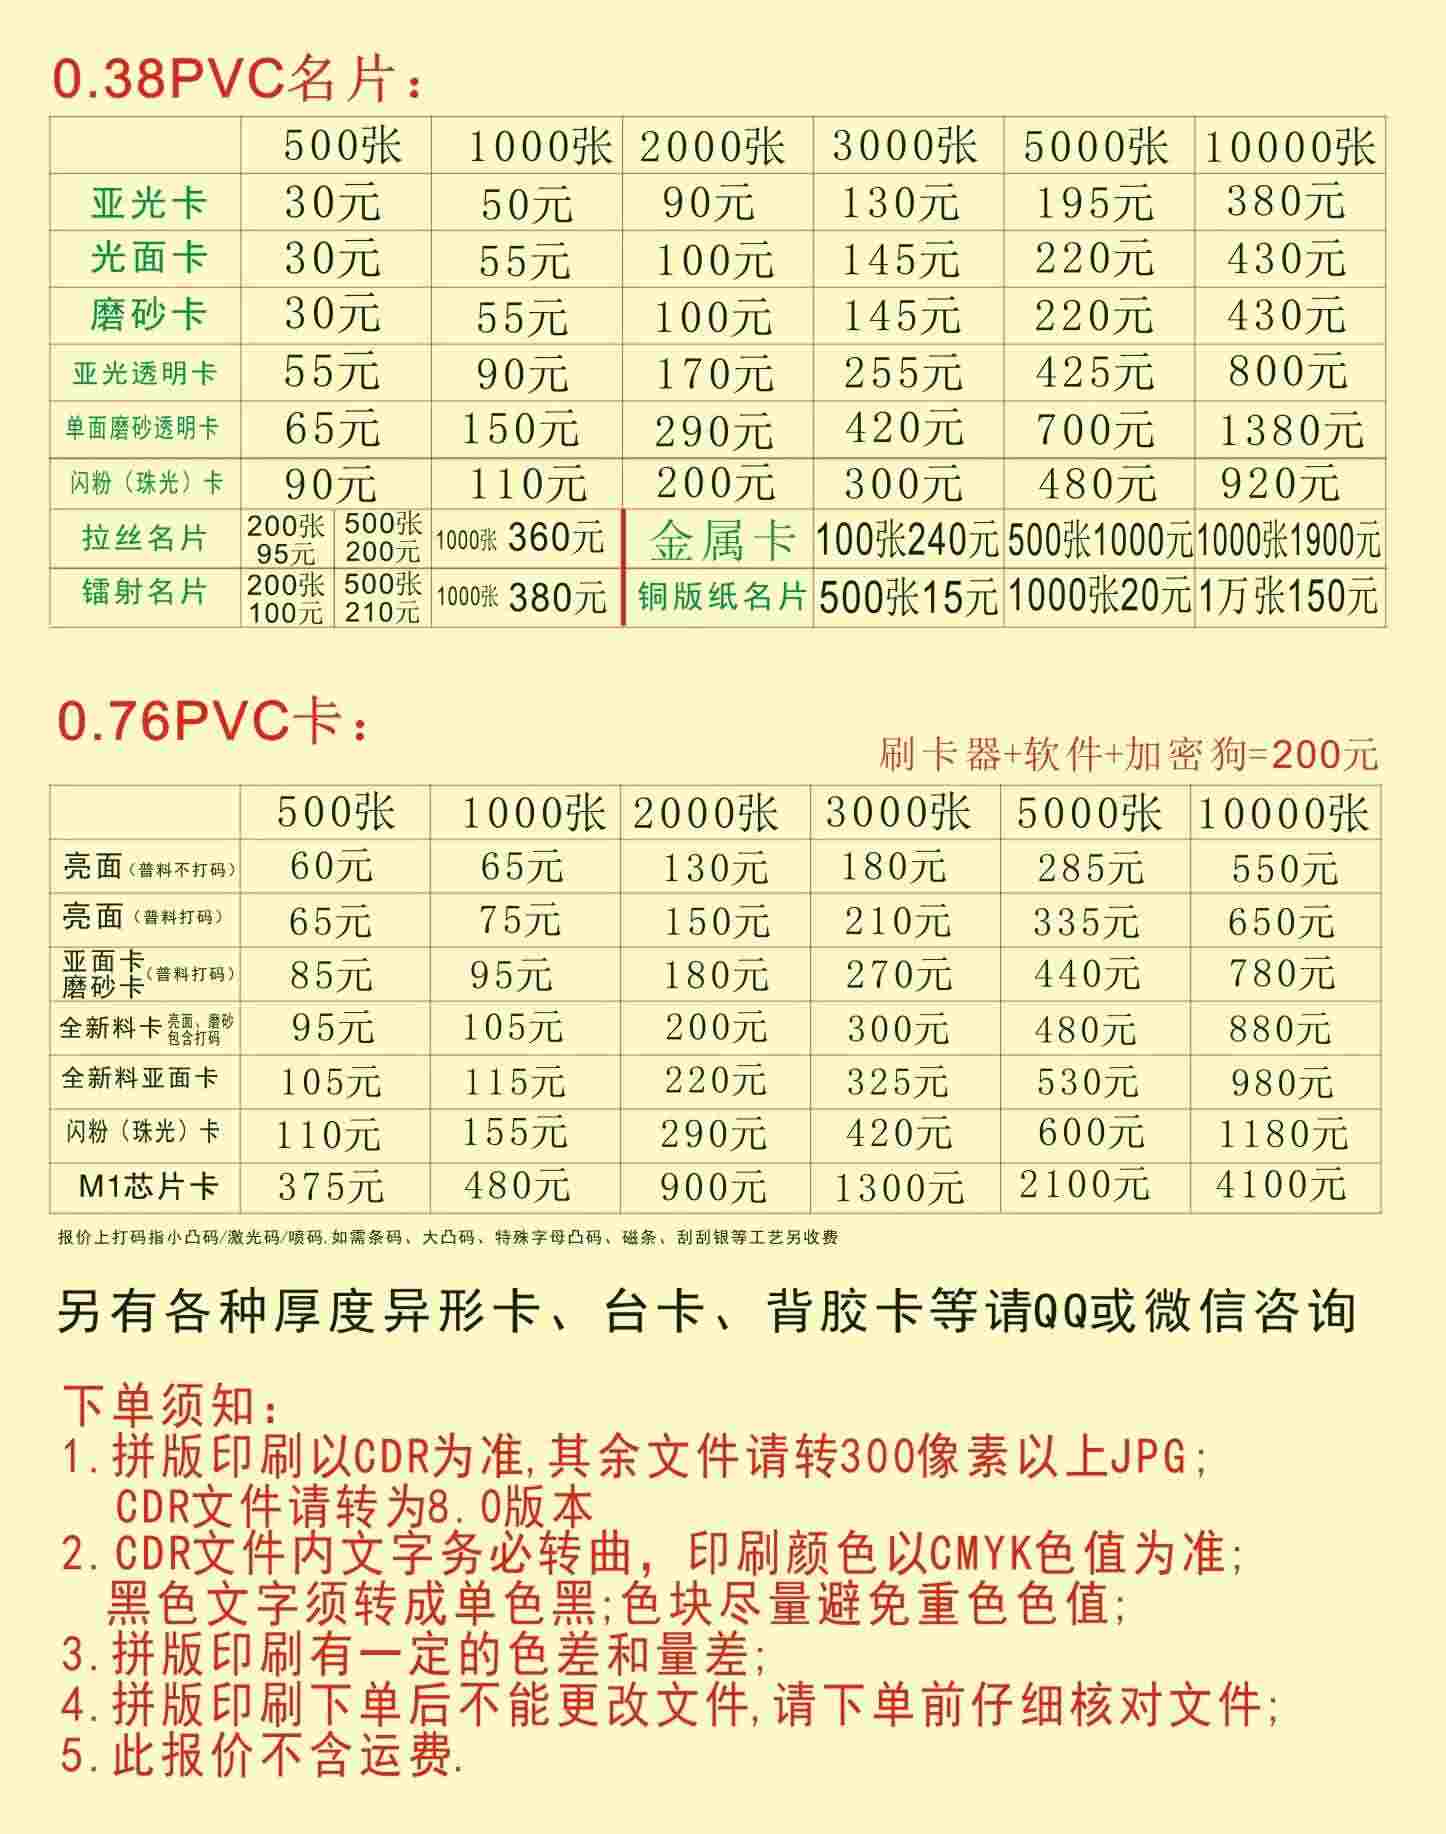 0.38PVC名片：
500张 1000张 2000张 3000张 5000张 10000张
亚光卡 30元 50元 90元 130元 195元 380元
光面卡 30元 55元 100元 145元 220元 430元
磨砂卡 30元 55元 100元 145元 220元 430元
亚光透明卡 55元 90元 170元 255元 425元 800元
单面磨砂透明卡 65元 150元 290元 420元 700元 1380元
闪粉（珠光）卡 90元 110元 200元 300元 480元 920元
拉丝名片 200张 95元 500张 200元 1000张 360元 金属卡 100张240元 500张1000元 1000张1900元
镭射名片 200张 100元 500张 210元 1000张 380元 铜版纸名片 500张15元 1000张20元 1万张150元
0.76PVC卡：
刷卡器+软件+加密狗=200元
500张 1000张 2000张 3000张 5000张 10000张
亮面（普料不打码） 60元 65元 130元 180元 285元 550元
亮面（普料打码） 65元 75元 150元 210元 335元 650元
亚面卡 磨砂卡（普料打码） 85元 95元 180元 270元 440元 780元
全新料卡 亮面、磨砂 包含打码 95元 105元 200元 300元 480元 880元
全新料亚面卡 105元 115元 220元 325元 530元 980元
闪粉（珠光）卡 110元 155元 290元 420元 600元 1180元
M1芯片卡 375元 480元 900元 1300元 2100元 4100元
报价上打码指小凸码/激光码/喷码.如需条码、大凸码、特殊字母凸码、磁条、刮刮银等工艺另收费
另有各种厚度异形卡、台卡、背胶卡等请QQ或微信咨询
下单须知：
1.拼版印刷以CDR为准,其余文件请转300像素以上JPG;
CDR文件请转为8.0版本
2.CDR文件内文字务必转曲，印刷颜色以CMYK色值为准;
黑色文字须转成单色黑;色块尽量避免重色色值;
3.拼版印刷有一定的色差和量差;
4.拼版印刷下单后不能更改文件,请下单前仔细核对文件;
5.此报价不含运费.